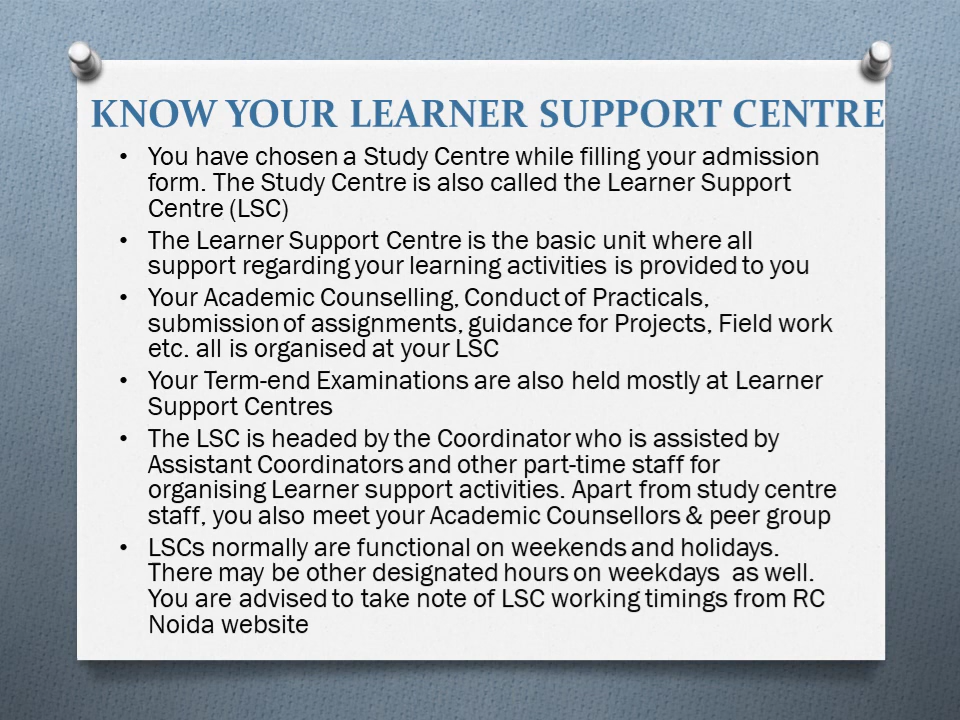 KNOW YOUR LEARNER SUPPORT CENTRE
• You have chosen a Study Centre while filling your admission
form. The Study Centre is also called the Learner Support
Centre (LSC)
• The Learner Support Centre is the basic unit where all
support regarding your learning activities is provided to you
• Your Academic Counselling, Conduct of Practicals,
submission of assignments, guidance for Projects, Field work
etc. all is organised at your LSC
• Your Term-end Examinations are also held mostly at Learner
Support Centres
• The LSC is headed by the Coordinator who is assisted by
Assistant Coordinators and other part-time staff for
organising Learner support activities. Apart from study centre
staff, you also meet your Academic Counsellors & peer group
• LSCs normally are functional on weekends and holidays.
There may be other designated hours on weekdays  as well.
You are advised to take note of LSC working timings from RC
Noida website